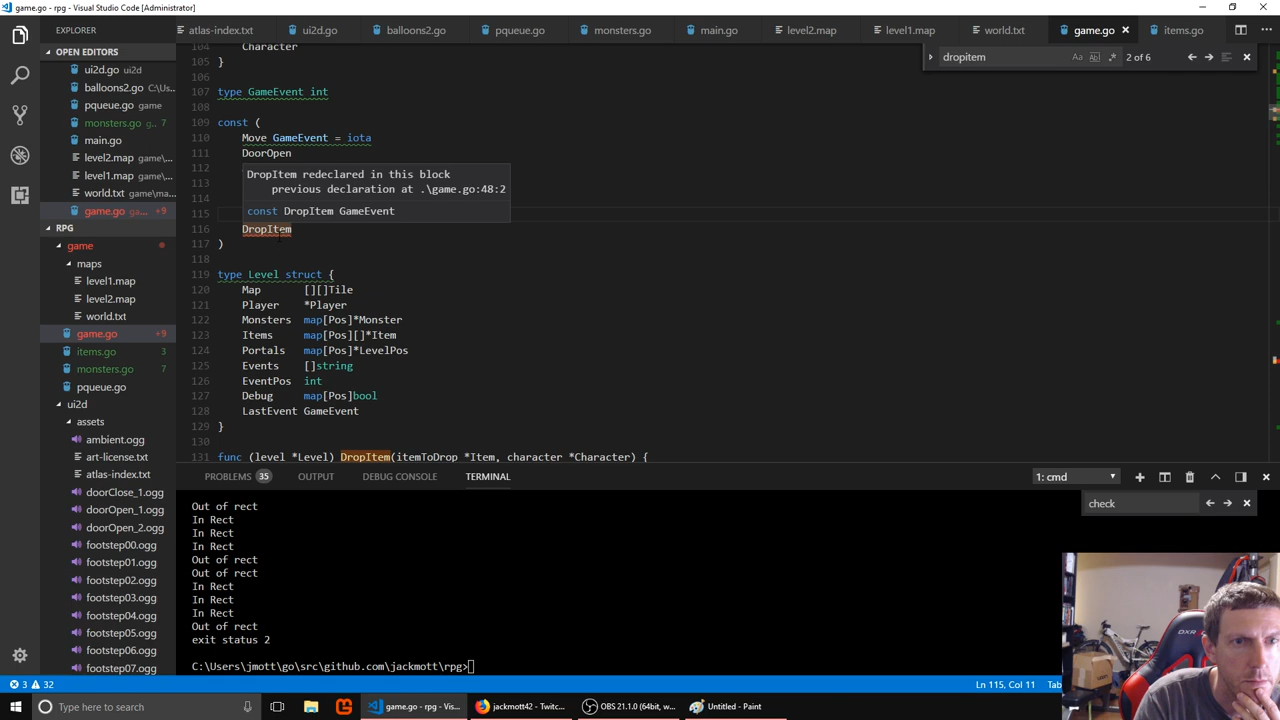 game.go - rpg - Visual Studio Code [Administrator]
EXPLORER
atlas-index.txt
ui2d.go
balloons2.go
pqueue.go
monsters.go
main.go
level2.map
level1.map
world.txt
game.go
items.go
OPEN EDITORS
ui2d.go ui2d
balloons2.go C:\Us...
pqueue.go game
monsters.go g... 7
main.go
level2.map game\...
level1.map game\...
world.txt game\ma...
game.go ga... +9
RPG
game
maps
level1.map
level2.map
world.txt
game.go +9
items.go 3
monsters.go 7
pqueue.go
ui2d
assets
ambient.ogg
art-license.txt
atlas-index.txt
doorClose_1.ogg
doorOpen_1.ogg
doorOpen_2.ogg
footstep00.ogg
footstep01.ogg
footstep02.ogg
footstep03.ogg
footstep04.ogg
footstep05.ogg
footstep06.ogg
footstep07.ogg
dropitem
Aa Abl .*
2 of 6
104 Character
105 }
106
107 type GameEvent int
108
109 const (
110 Move GameEvent = iota
111 DoorOpen
112
113
114
115
DropItem redeclared in this block
previous declaration at .\game.go:48:2
const DropItem GameEvent
116 DropItem
117 )
118
119 type Level struct {
120 Map [][]Tile
121 Player *Player
122 Monsters map[Pos]*Monster
123 Items map[Pos][]*Item
124 Portals map[Pos]*LevelPos
125 Events []string
126 EventPos int
127 Debug map[Pos]bool
128 LastEvent GameEvent
129 }
130
131 func (level *Level) DropItem(itemToDrop *Item, character *Character) {
PROBLEMS 35 OUTPUT DEBUG CONSOLE TERMINAL
1: cmd
check
Out of rect
In Rect
In Rect
In Rect
Out of rect
Out of rect
In Rect
In Rect
In Rect
Out of rect
exit status 2
C:\Users\jmott\go\src\github.com\jackmott\rpg>
DXR
3 32
Ln 115, Col 11
Tab
Type here to search
game.go - rpg - Vis...
jackmott42 - Twitc...
OBS 21.1.0 (64bit, w...
Untitled - Paint